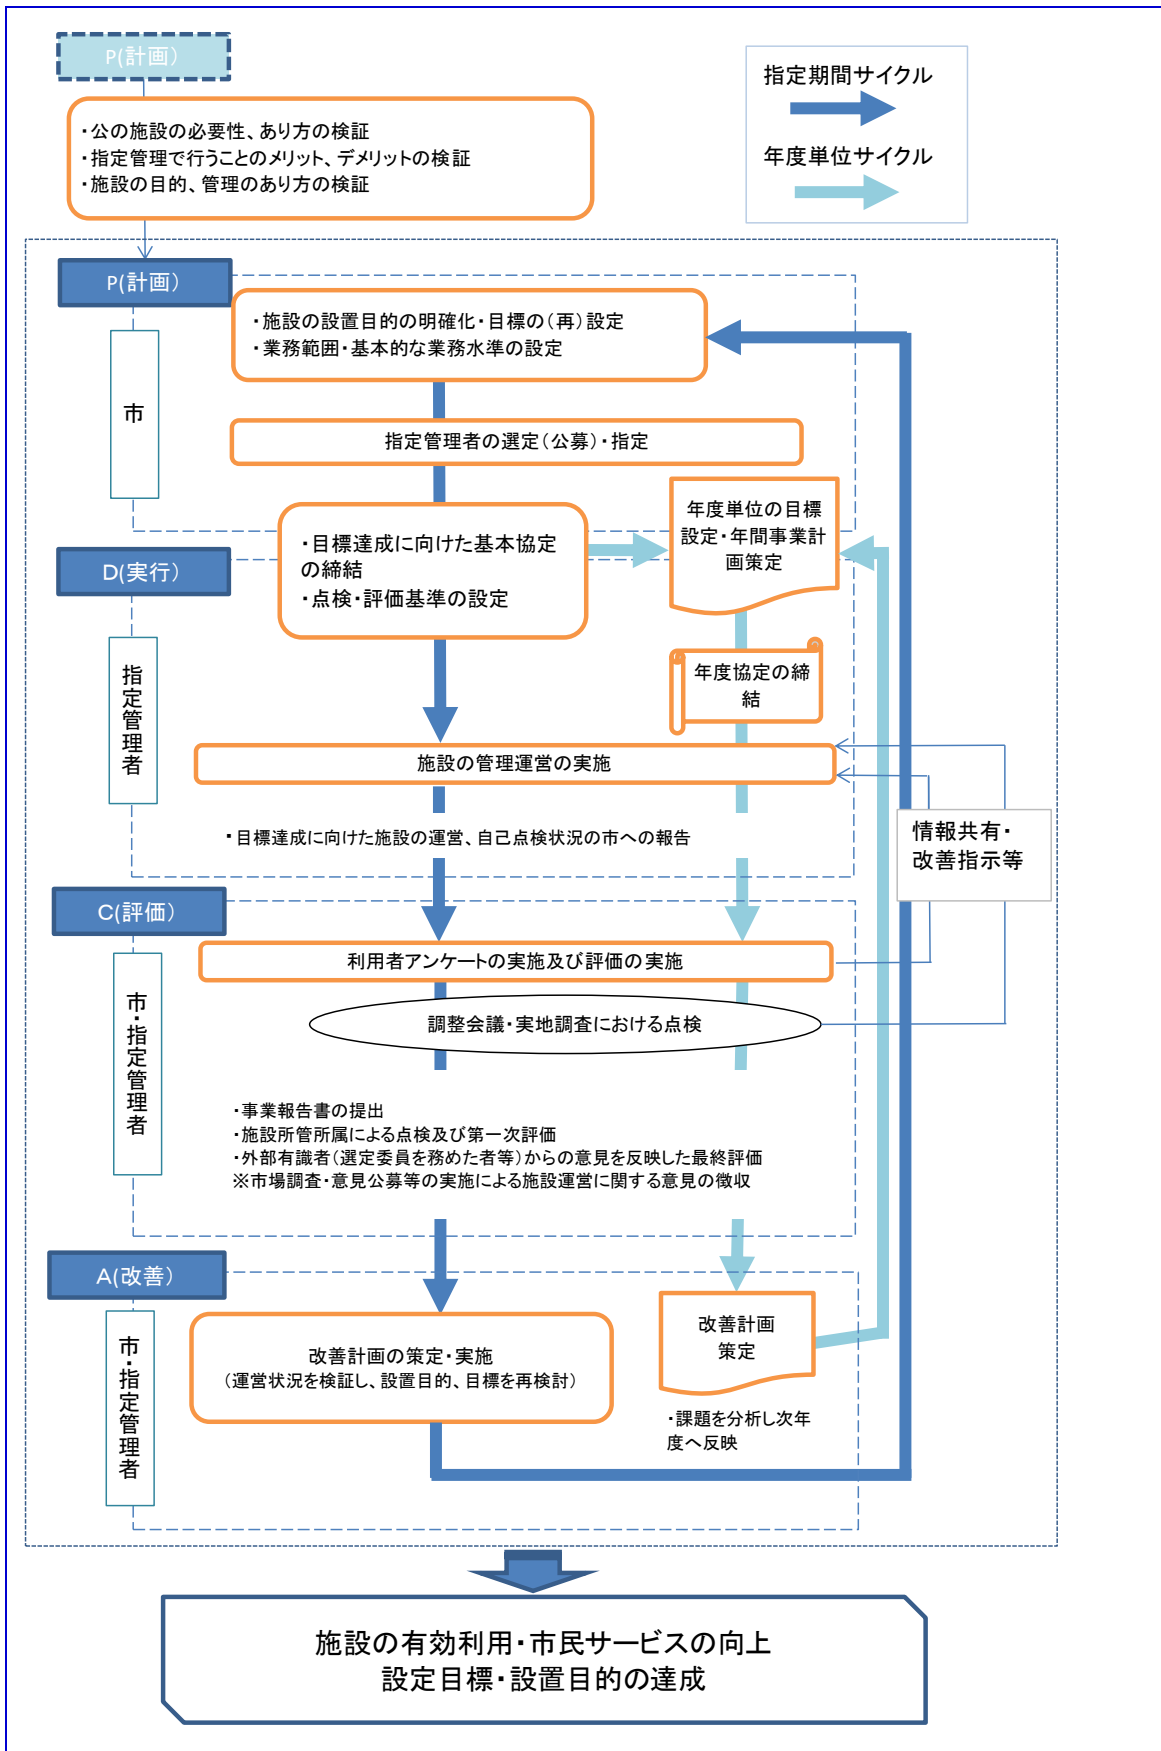 P(計画)
指定期間サイクル
年度単位サイクル
・公の施設の必要性、あり方の検証
・指定管理で行うことのメリット、デメリットの検証
・施設の目的、管理のあり方の検証
P(計画)
市
・施設の設置目的の明確化・目標の(再)設定
・業務範囲・基本的な業務水準の設定
指定管理者の選定(公募)・指定
・目標達成に向けた基本協定
の締結
・点検・評価基準の設定
年度単位の目標
設定・年間事業計
画策定
D(実行)
指定管理者
年度協定の締
結
施設の管理運営の実施
・目標達成に向けた施設の運営、自己点検状況の市への報告
情報共有・
改善指示等
C(評価)
市・指定管理者
利用者アンケートの実施及び評価の実施
調整会議・実地調査における点検
・事業報告書の提出
・施設所管所属による点検及び第一次評価
・外部有識者(選定委員を務めた者等)からの意見を反映した最終評価
※市場調査・意見公募等の実施による施設運営に関する意見の徴収
A(改善)
市・指定管理者
改善計画の策定・実施
(運営状況を検証し、設置目的、目標を再検討)
改善計画
策定
・課題を分析し次年
度へ反映
施設の有効利用・市民サービスの向上
設定目標・設置目的の達成